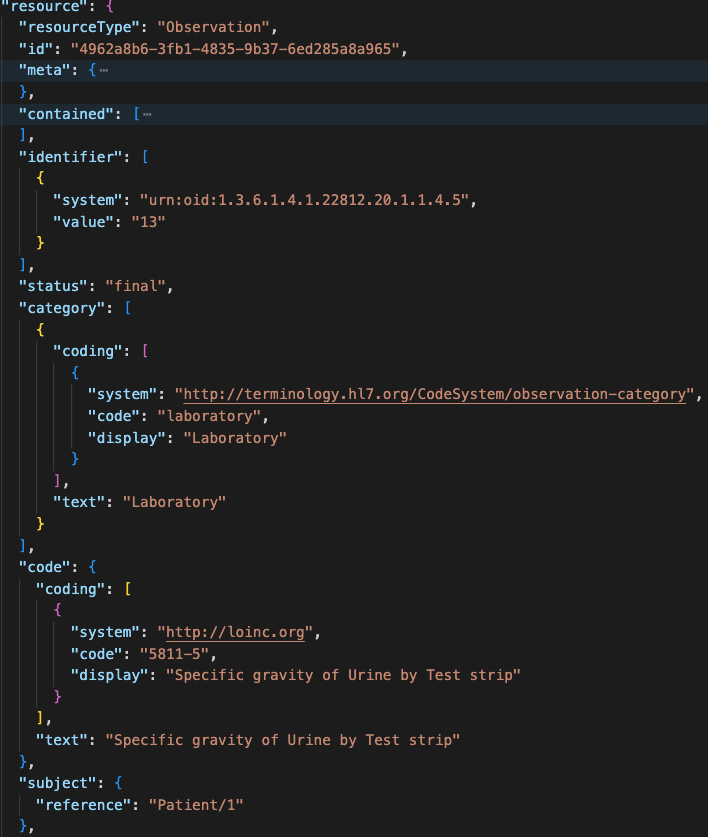 "resource": {
"resourceType": "Observation",
"id": "4962a8b6-3fb1-4835-9b37-6ed285a8a965",
"meta": {⋯
},
"contained": [⋯
],
"identifier": [
{
"system": "urn:oid:1.3.6.1.4.1.22812.20.1.1.4.5",
"value": "13"
}
],
"status": "final",
"category": [
{
"coding": [
{
"system": "http://terminology.hl7.org/CodeSystem/observation-category",
"code": "laboratory",
"display": "Laboratory"
}
],
"text": "Laboratory"
}
],
"code": {
"coding": [
{
"system": "http://loinc.org",
"code": "5811-5",
"display": "Specific gravity of Urine by Test strip"
}
],
"text": "Specific gravity of Urine by Test strip"
},
"subject": {
"reference": "Patient/1"
},